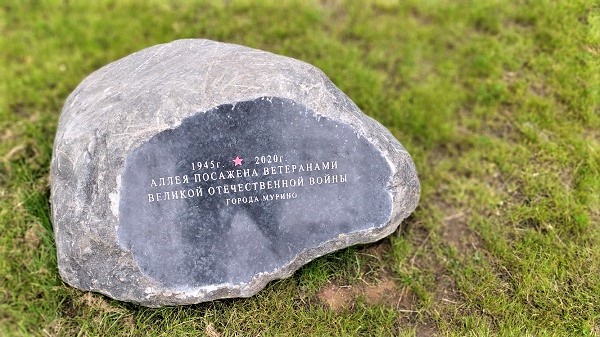 1945г. ★ 2020г.
АЛЛЕЯ ПОСАЖЕНА ВЕТЕРАНАМИ
ВЕЛИКОЙ ОТЕЧЕСТВЕННОЙ ВОЙНЫ
ГОРОДА МУРИНО